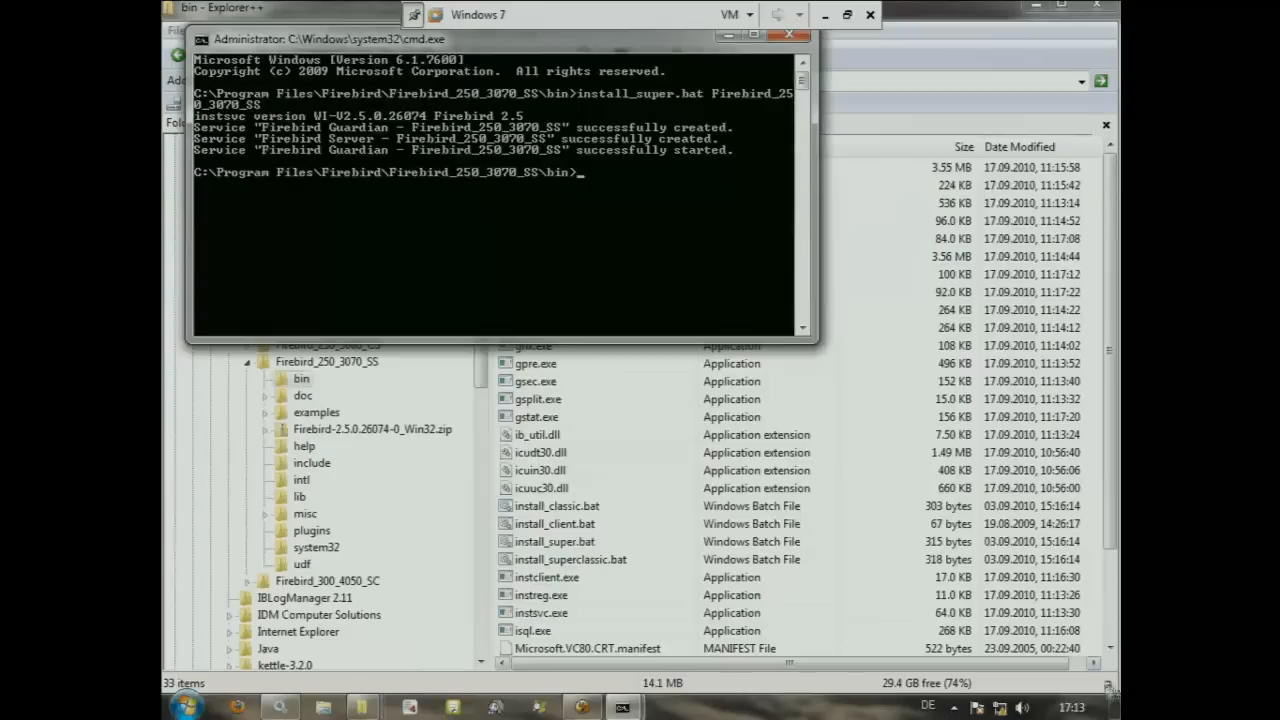 bin - Explorer++
Windows 7
VM
Administrator: C:\Windows\system32\cmd.exe
Microsoft Windows [Version 6.1.7600]
Copyright (c) 2009 Microsoft Corporation. All rights reserved.
C:\Program Files\Firebird\Firebird_250_3070_SS\bin>install_super.bat Firebird_25
0_3070_SS
instsvc version WI-V2.5.0.26074 Firebird 2.5
Service "Firebird Guardian - Firebird_250_3070_SS" successfully created.
Service "Firebird Server - Firebird_250_3070_SS" successfully created.
Service "Firebird Guardian - Firebird_250_3070_SS" successfully started.
C:\Program Files\Firebird\Firebird_250_3070_SS\bin>_
Size Date Modified
3.55 MB 17.09.2010, 11:15:58
224 KB 17.09.2010, 11:15:42
536 KB 17.09.2010, 11:13:14
96.0 KB 17.09.2010, 11:14:52
84.0 KB 17.09.2010, 11:17:08
3.56 MB 17.09.2010, 11:14:44
100 KB 17.09.2010, 11:17:12
92.0 KB 17.09.2010, 11:17:22
264 KB 17.09.2010, 11:14:22
264 KB 17.09.2010, 11:14:12
Application 108 KB 17.09.2010, 11:14:02
gpre.exe Application 496 KB 17.09.2010, 11:13:52
gsec.exe Application 152 KB 17.09.2010, 11:13:40
gsplit.exe Application 15.0 KB 17.09.2010, 11:13:32
gstat.exe Application 156 KB 17.09.2010, 11:17:20
ib_util.dll Application extension 7.50 KB 17.09.2010, 11:13:24
icudt30.dll Application extension 1.49 MB 17.09.2010, 10:56:40
icuin30.dll Application extension 408 KB 17.09.2010, 10:56:06
icuuc30.dll Application extension 660 KB 17.09.2010, 10:56:00
install_classic.bat Windows Batch File 303 bytes 03.09.2010, 15:16:14
install_client.bat Windows Batch File 67 bytes 19.08.2009, 14:26:17
install_super.bat Windows Batch File 315 bytes 03.09.2010, 15:16:14
install_superclassic.bat Windows Batch File 318 bytes 03.09.2010, 15:16:14
instclient.exe Application 17.0 KB 17.09.2010, 11:16:30
instreg.exe Application 11.0 KB 17.09.2010, 11:13:26
instsvc.exe Application 64.0 KB 17.09.2010, 11:13:30
isql.exe Application 268 KB 17.09.2010, 11:16:08
Microsoft.VC80.CRT.manifest MANIFEST File 522 bytes 23.09.2005, 00:22:40
Firebird_250_3070_SS
bin
doc
examples
Firebird-2.5.0.26074-0_Win32.zip
help
include
intl
lib
misc
plugins
system32
udf
Firebird_300_4050_SC
IBLogManager 2.11
IDM Computer Solutions
Internet Explorer
Java
kettle-3.2.0
33 items 14.1 MB 29.4 GB free (74%)
DE 17:13